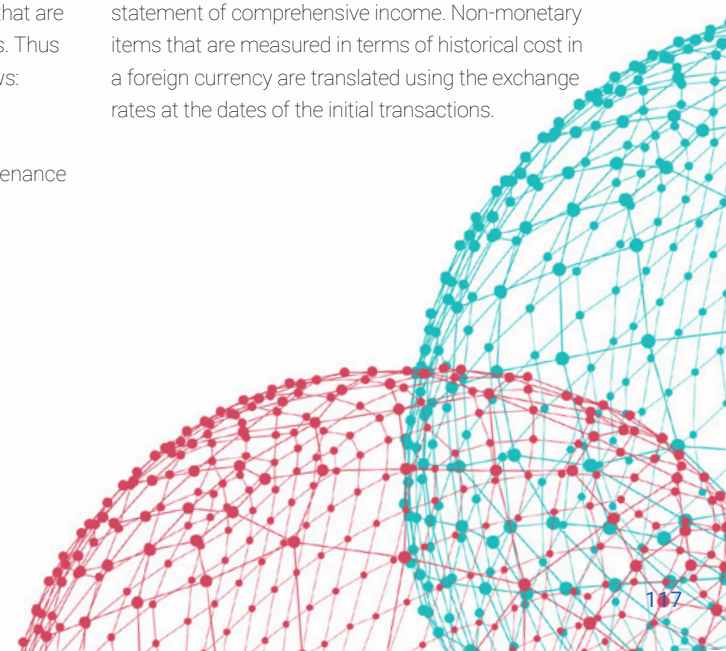 that are
s. Thus
ws:
enance
statement of comprehensive income. Non-monetary
items that are measured in terms of historical cost in
a foreign currency are translated using the exchange
rates at the dates of the initial transactions.
117